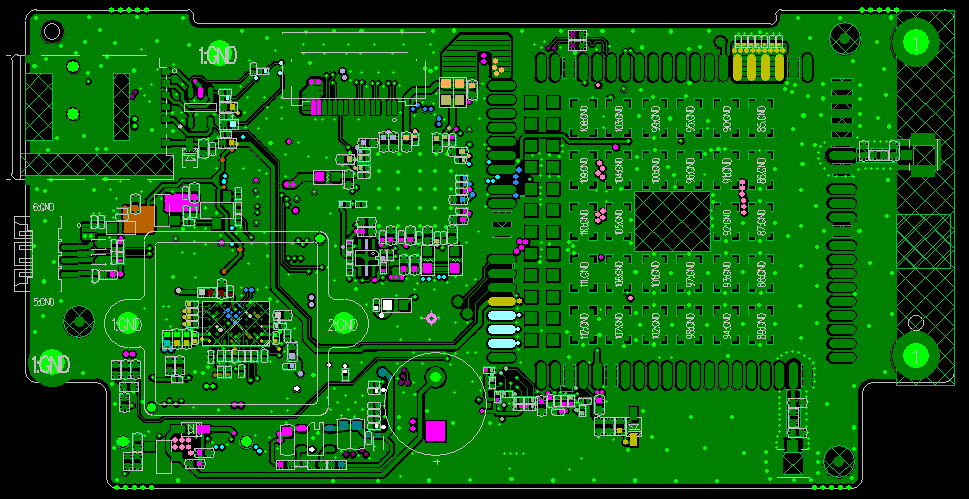 1:GND
1
108;GND
103;GND
99;GND
95;GND
90;GND
85;GND
109;GND
104;GND
100;GND
96;GND
91;GND
86;GND
6;GND
110;GND
105;GND
92;GND
87;GND
111;GND
106;GND
101;GND
97;GND
93;GND
88;GND
5;GND
1;GND
2;GND
112;GND
107;GND
102;GND
98;GND
94;GND
89;GND
1:GND
1